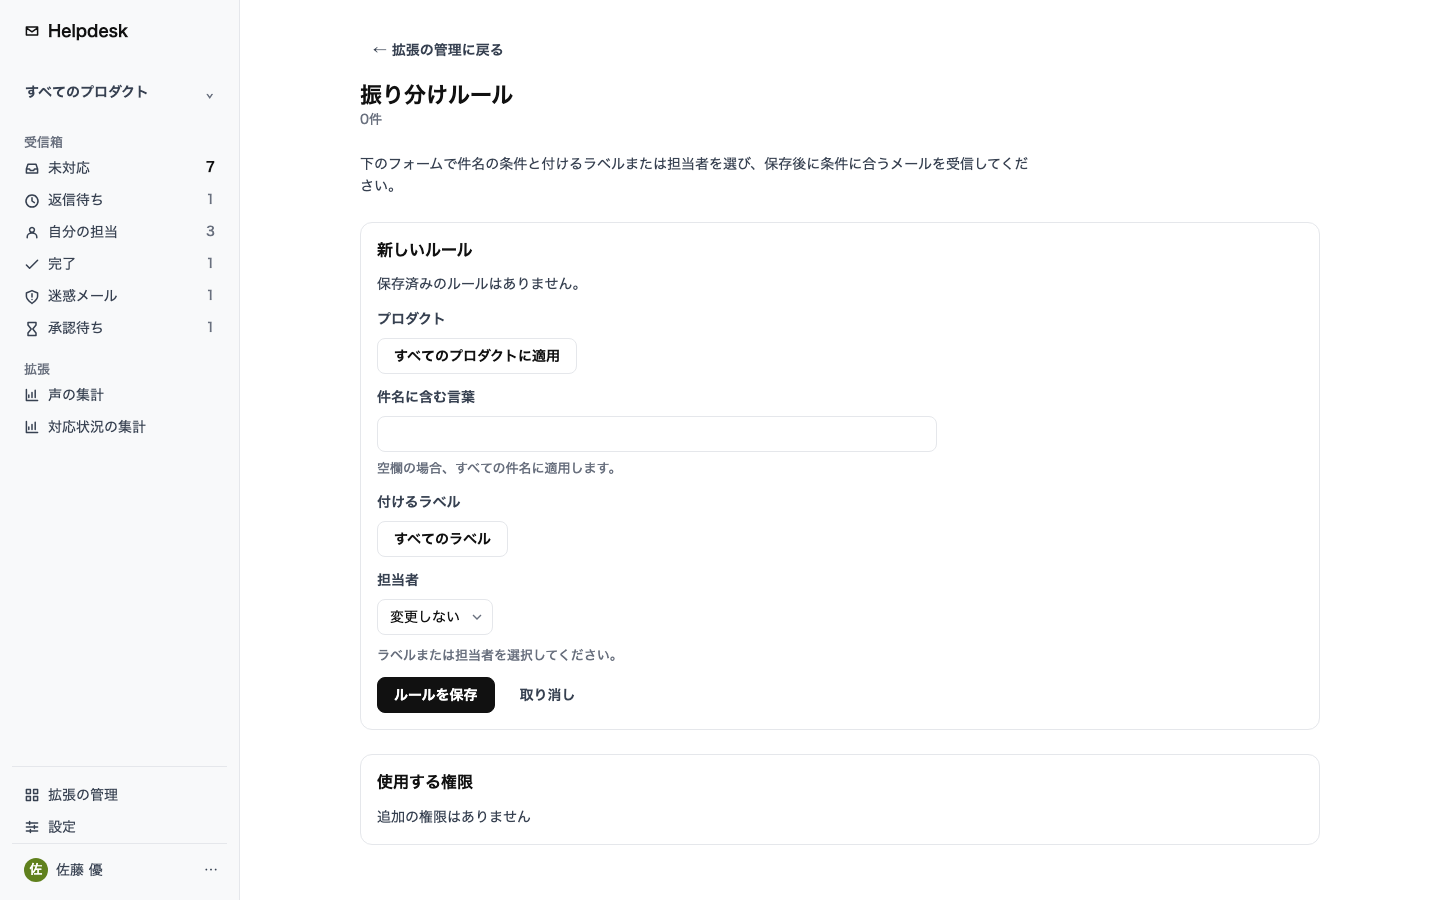 Helpdesk
すべてのプロダクト
受信箱
未対応 7
返信待ち 1
自分の担当 3
完了 1
迷惑メール 1
承認待ち 1
拡張
声の集計
対応状況の集計
拡張の管理
設定
佐 佐藤 優 …
← 拡張の管理に戻る
振り分けルール
0件
下のフォームで件名の条件と付けるラベルまたは担当者を選び、保存後に条件に合うメールを受信してくだ
さい。
新しいルール
保存済みのルールはありません。
プロダクト
すべてのプロダクトに適用
件名に含む言葉
空欄の場合、すべての件名に適用します。
付けるラベル
すべてのラベル
担当者
変更しない
ラベルまたは担当者を選択してください。
ルールを保存 取り消し
使用する権限
追加の権限はありません